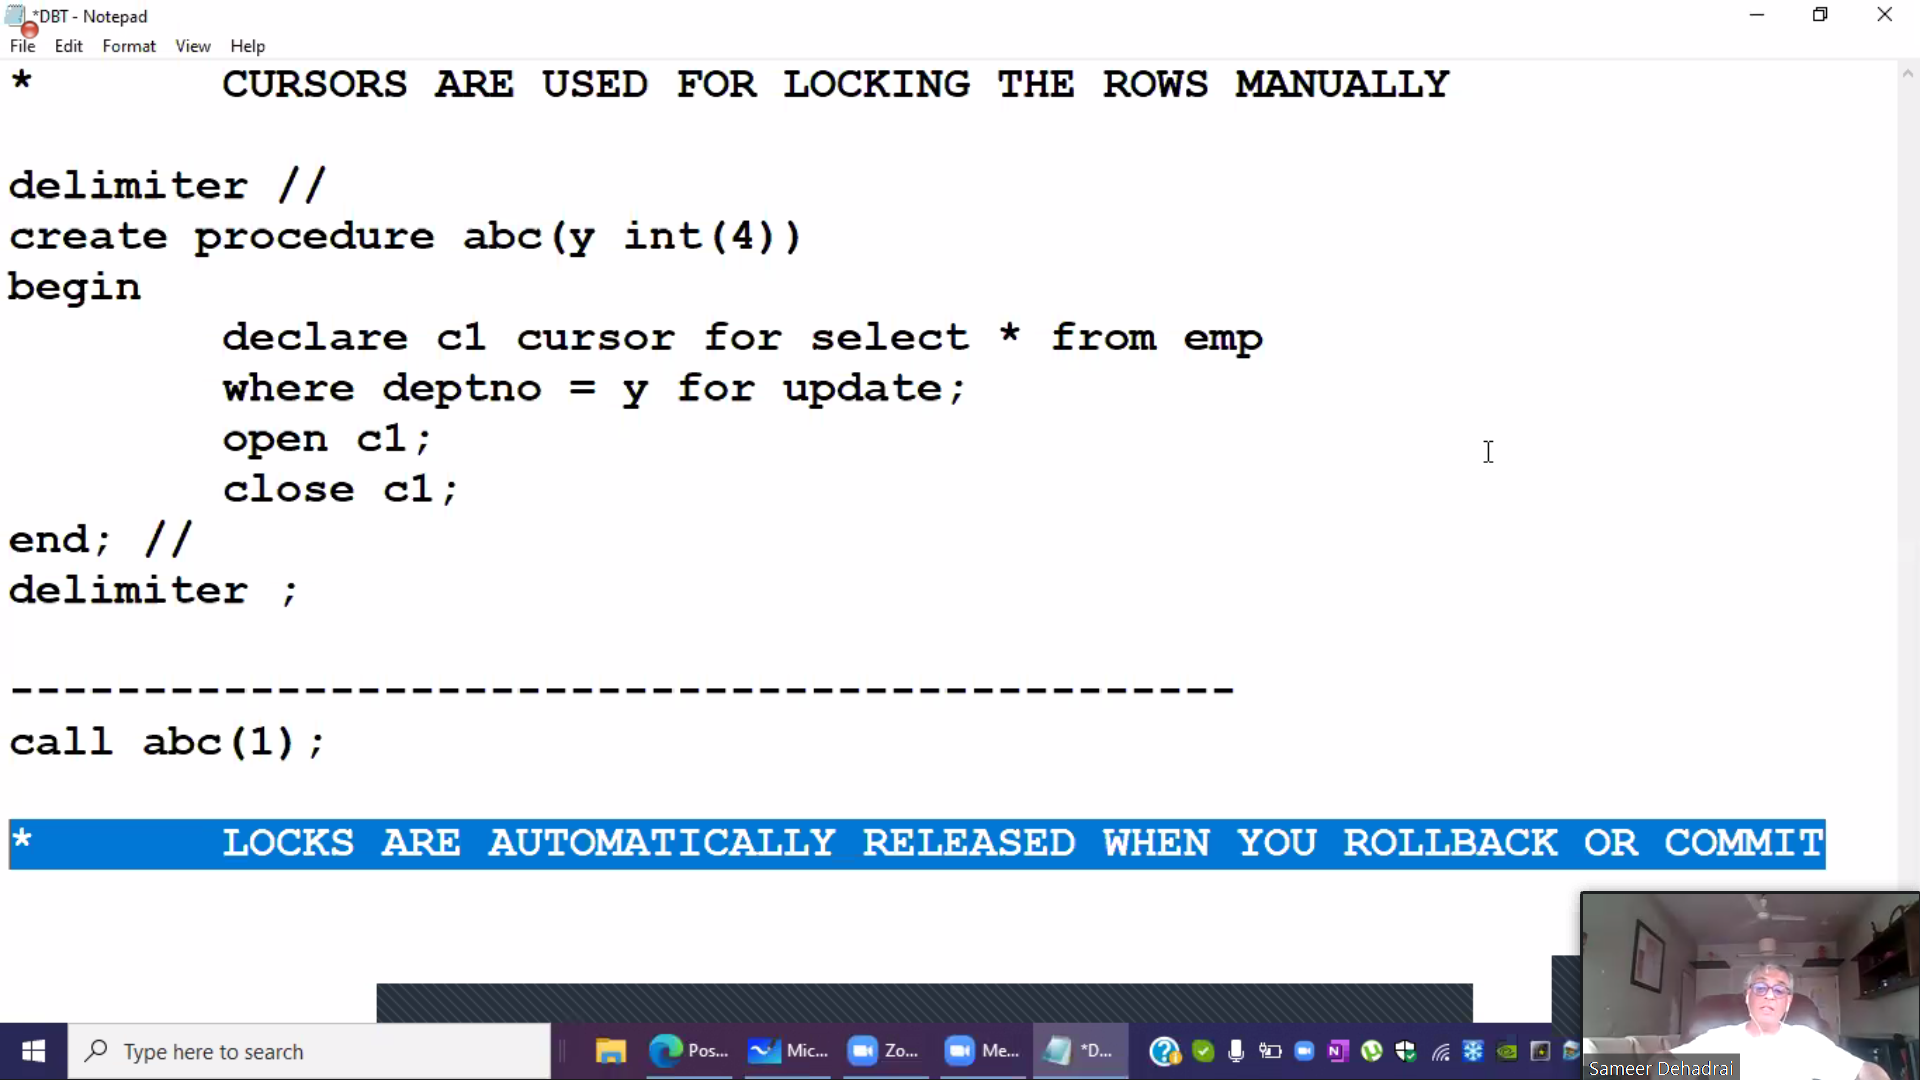 *DBT - Notepad
File Edit Format View Help
* CURSORS ARE USED FOR LOCKING THE ROWS MANUALLY
delimiter //
create procedure abc(y int(4))
begin
declare c1 cursor for select * from emp
where deptno = y for update;
open c1;
close c1;
end; //
delimiter ;
----------------------------------------------
call abc(1);
* LOCKS ARE AUTOMATICALLY RELEASED WHEN YOU ROLLBACK OR COMMIT
Type here to search
Pos...
Mic...
Zo...
Me...
*D...
Sameer Dehadrai